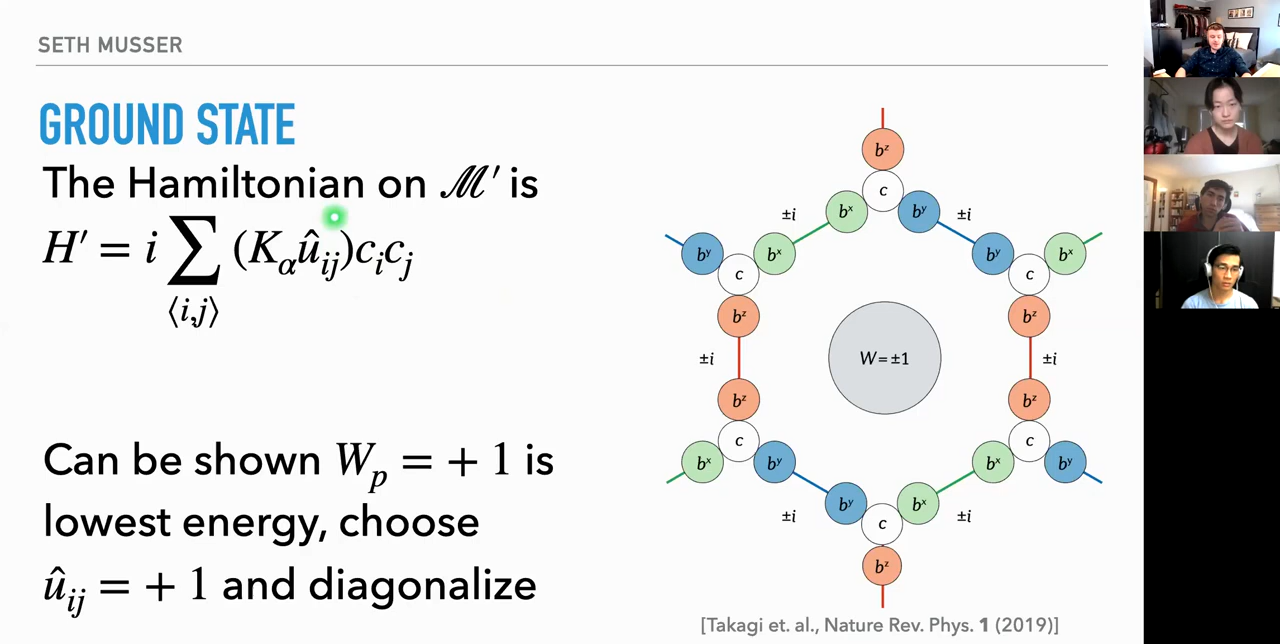 SETH MUSSER
GROUND STATE
The Hamiltonian on ℳ′ is
H′ = i ∑⟨i,j⟩ (K_α û_ij) c_i c_j
Can be shown W_p = + 1 is
lowest energy, choose
û_ij = + 1 and diagonalize
b^z
c
±i b^x b^y ±i
b^y b^x b^y b^x
c c
b^z b^z
±i W=±1 ±i
b^z b^z
c c
b^x b^y b^x b^y
b^y b^x
±i c ±i
b^z
[Takagi et. al., Nature Rev. Phys. 1 (2019)]